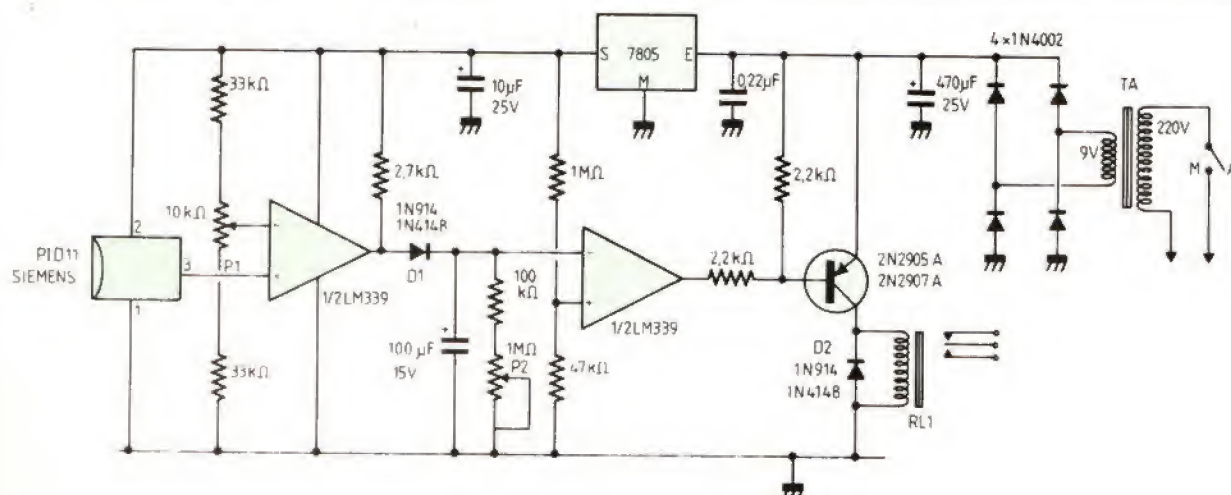 4 x 1N4002
S 7805 E
M
33kΩ
10µF
25V
0,22µF
470µF
25V
TA
220V
9V
M A
2,7kΩ
1MΩ
2,2kΩ
1N914
1N4148
D1
10kΩ
P1
2
PID11
SIEMENS
3
1
-
+
1/2LM339
100
kΩ
-
+
1/2LM339
2,2kΩ
2N2905 A
2N2907 A
33kΩ
100 µF
15V
1MΩ
P2
47kΩ
D2
1N914
1N4148
RL1